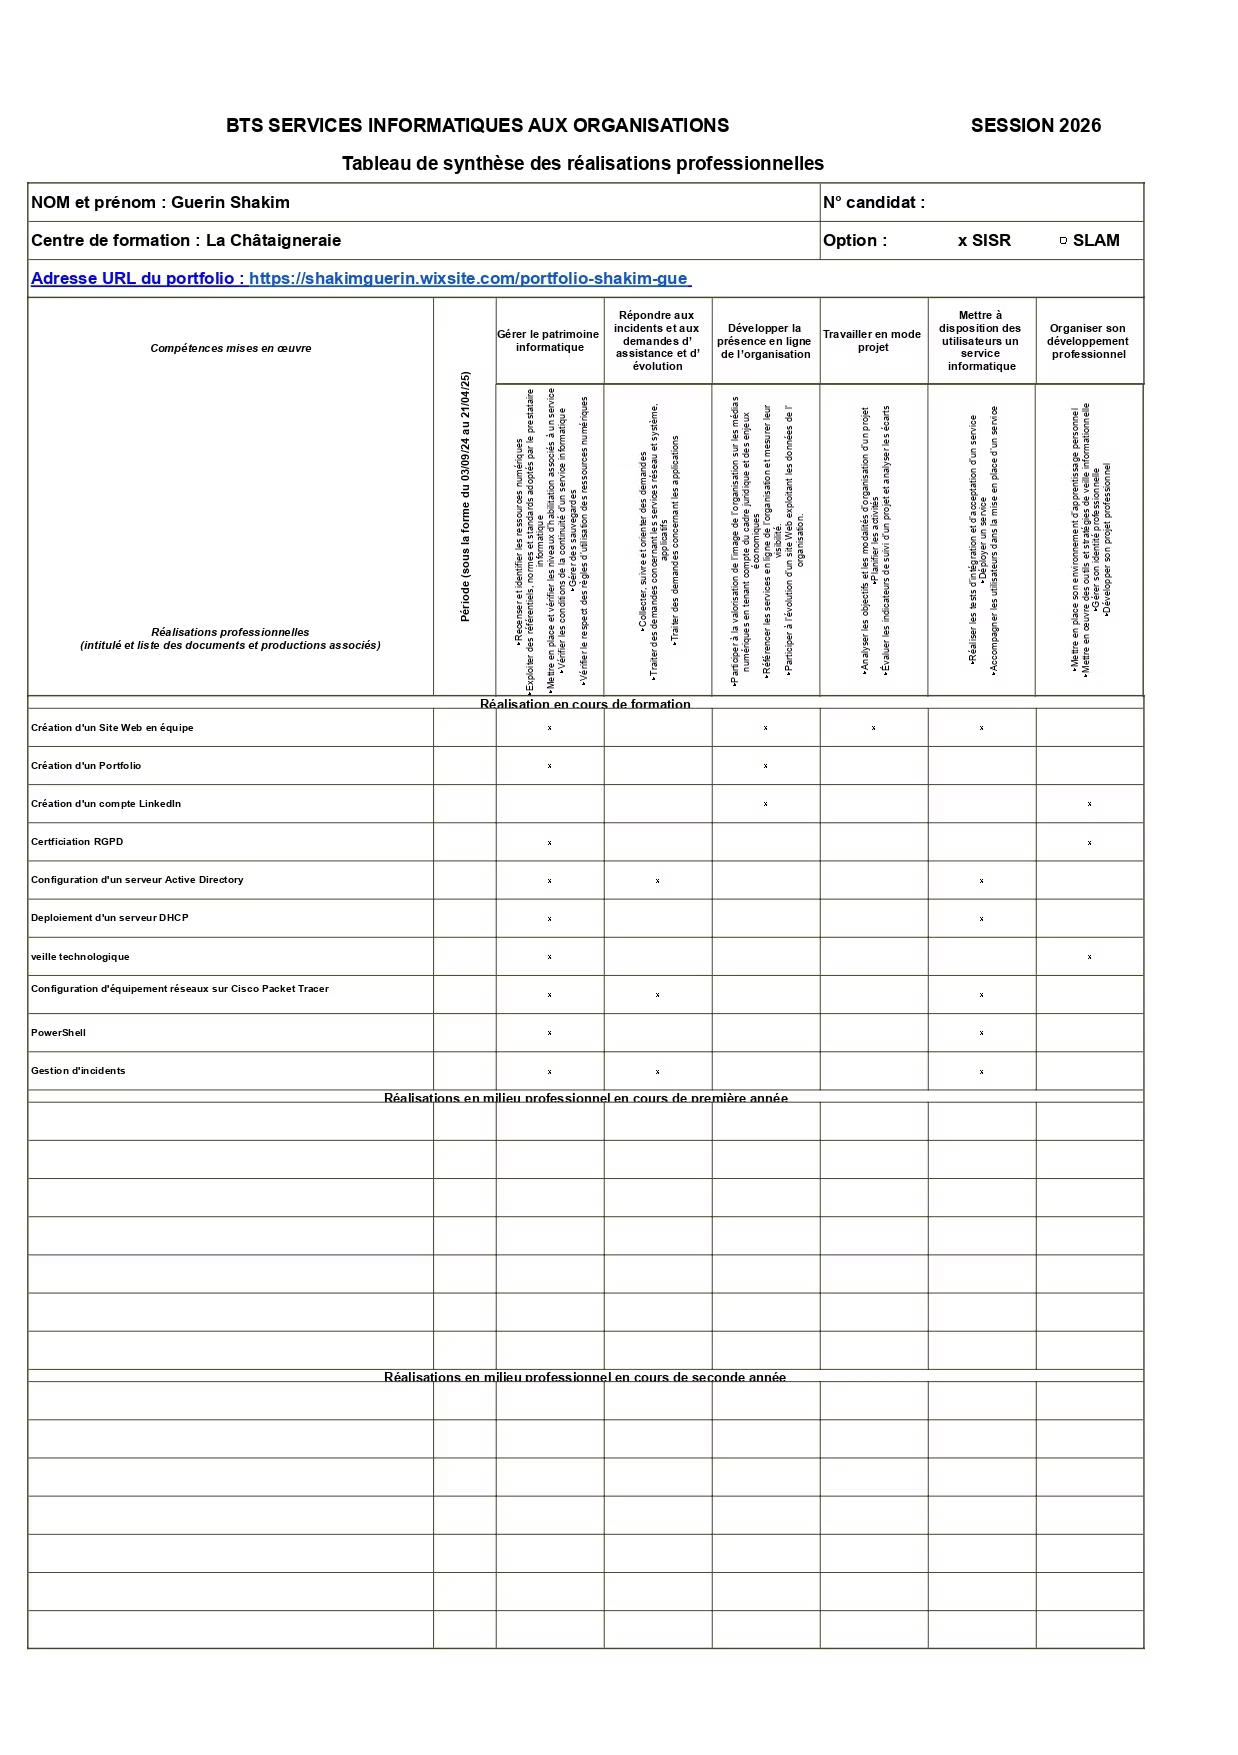 BTS SERVICES INFORMATIQUES AUX ORGANISATIONS SESSION 2026
Tableau de synthèse des réalisations professionnelles
NOM et prénom : Guerin Shakim
N° candidat :
Centre de formation : La Châtaigneraie
Option : x SISR □ SLAM
Adresse URL du portfolio : https://shakimguerin.wixsite.com/portfolio-shakim-gue
Compétences mises en œuvre
Réalisations professionnelles
(intitulé et liste des documents et productions associés)
Période (sous la forme du 03/09/24 au 21/04/25)
Gérer le patrimoine
informatique
Répondre aux
incidents et aux
demandes d’
assistance et d’
évolution
Développer la
présence en ligne
de l’organisation
Travailler en mode
projet
Mettre à
disposition des
utilisateurs un
service
informatique
Organiser son
développement
professionnel
▸Recenser et identifier les ressources numériques
▸Exploiter des référentiels, normes et standards adoptés par le prestataire
informatique
▸Mettre en place et vérifier les niveaux d’habilitation associés à un service
▸Vérifier les conditions de la continuité d’un service informatique
▸Gérer des sauvegardes
▸Vérifier le respect des règles d’utilisation des ressources numériques
▸Collecter, suivre et orienter des demandes
▸Traiter des demandes concernant les services réseau et système,
applicatifs
▸Traiter des demandes concernant les applications
▸Participer à la valorisation de l’image de l’organisation sur les médias
numériques en tenant compte du cadre juridique et des enjeux
économiques
▸Référencer les services en ligne de l’organisation et mesurer leur
visibilité.
▸Participer à l’évolution d’un site Web exploitant les données de l’
organisation.
▸Analyser les objectifs et les modalités d’organisation d’un projet
▸Planifier les activités
▸Évaluer les indicateurs de suivi d’un projet et analyser les écarts
▸Réaliser les tests d’intégration et d’acceptation d’un service
▸Déployer un service
▸Accompagner les utilisateurs dans la mise en place d’un service
▸Mettre en place son environnement d’apprentissage personnel
▸Mettre en œuvre des outils et stratégies de veille informationnelle
▸Gérer son identité professionnelle
▸Développer son projet professionnel
Réalisation en cours de formation
Création d'un Site Web en équipe x x x x
Création d'un Portfolio x x
Création d'un compte LinkedIn x x
Certficiation RGPD x x
Configuration d'un serveur Active Directory x x x
Deploiement d'un serveur DHCP x x
veille technologique x x
Configuration d'équipement réseaux sur Cisco Packet Tracer x x x
PowerShell x x
Gestion d'incidents x x x
Réalisations en milieu professionnel en cours de première année
Réalisations en milieu professionnel en cours de seconde année